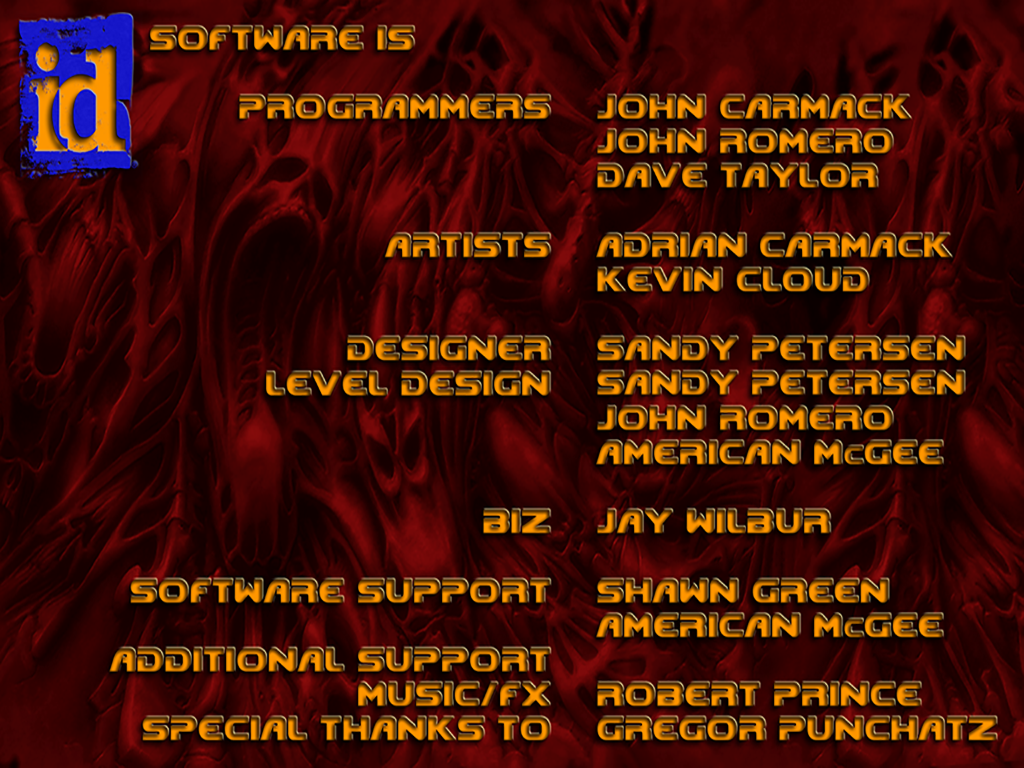 id SOFTWARE IS
PROGRAMMERS JOHN CARMACK
JOHN ROMERO
DAVE TAYLOR
ARTISTS ADRIAN CARMACK
KEVIN CLOUD
DESIGNER SANDY PETERSEN
LEVEL DESIGN SANDY PETERSEN
JOHN ROMERO
AMERICAN McGEE
BIZ JAY WILBUR
SOFTWARE SUPPORT SHAWN GREEN
AMERICAN McGEE
ADDITIONAL SUPPORT
MUSIC/FX ROBERT PRINCE
SPECIAL THANKS TO GREGOR PUNCHATZ